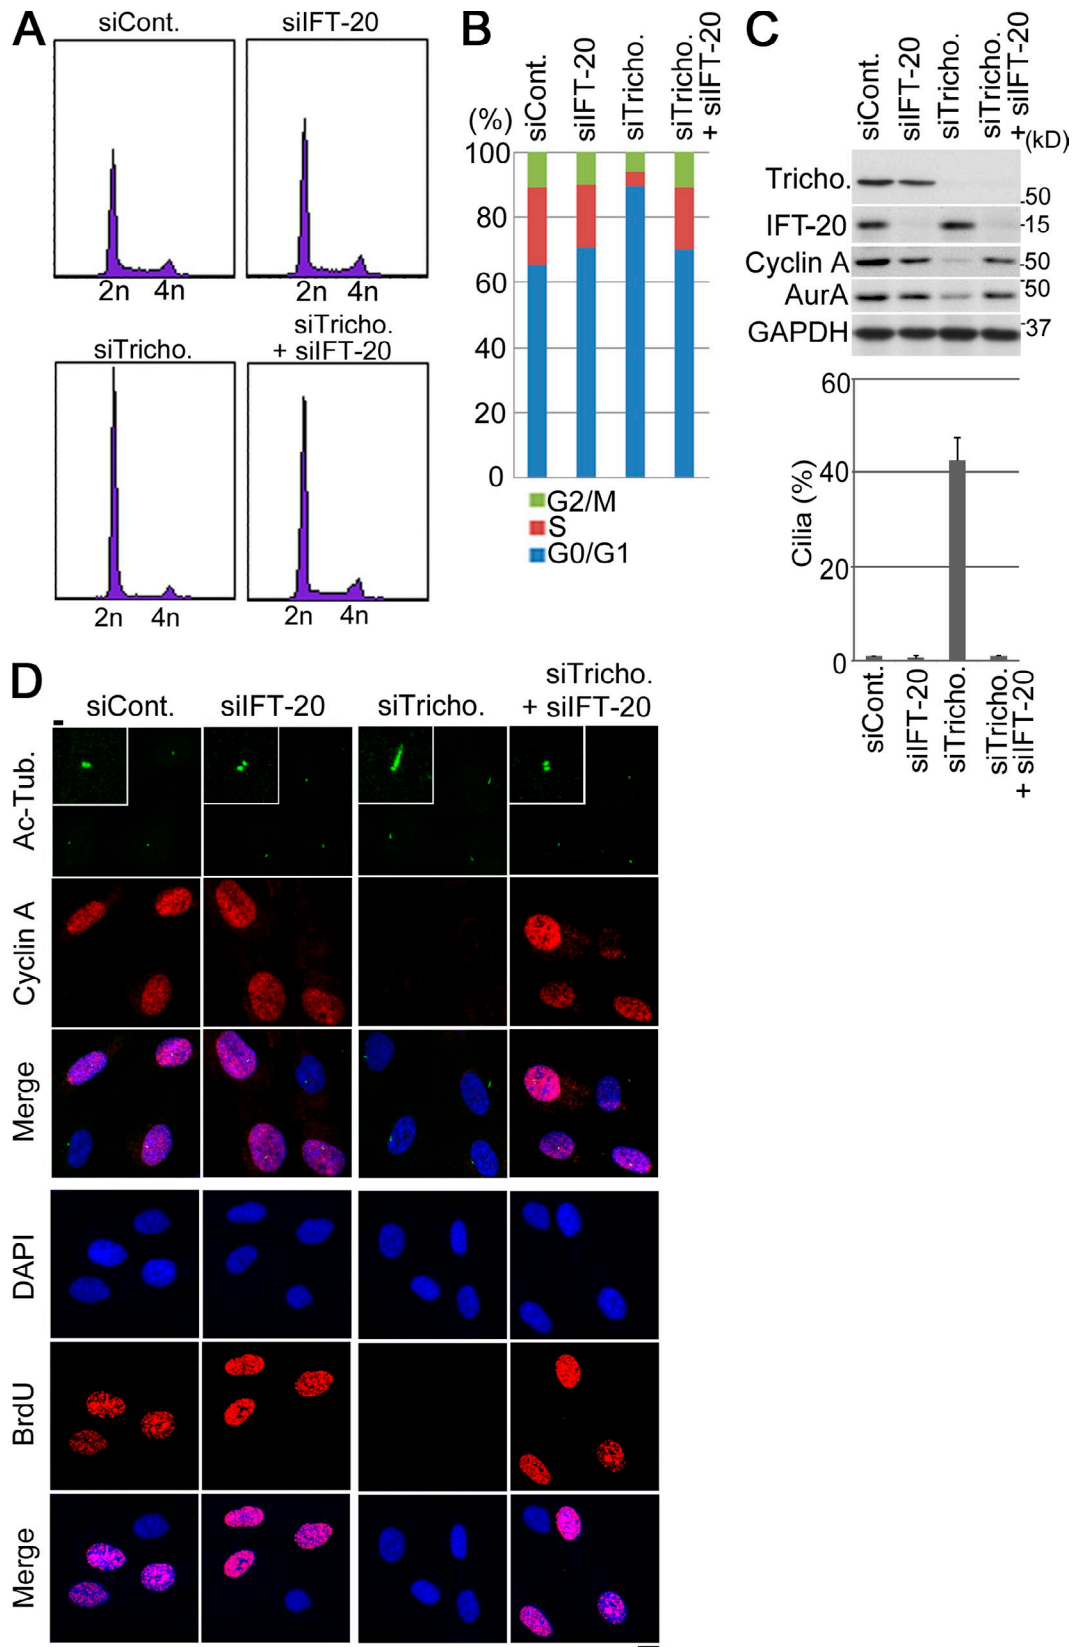 A
siCont.
siIFT-20
2n 4n
2n 4n
siTricho.
siTricho.
+ siIFT-20
2n 4n
2n 4n
B
(%)
siCont.
siIFT-20
siTricho.
siTricho.
+ siIFT-20
100
80
60
40
20
0
G2/M
S
G0/G1
C
siCont.
siIFT-20
siTricho.
siTricho.
+ siIFT-20
(kD)
Tricho.
50
IFT-20
15
Cyclin A
50
AurA
50
GAPDH
37
Cilia (%)
60
40
20
0
siCont.
siIFT-20
siTricho.
siTricho.
+ siIFT-20
D
siCont.
siIFT-20
siTricho.
siTricho.
+ siIFT-20
Ac-Tub.
Cyclin A
Merge
DAPI
BrdU
Merge